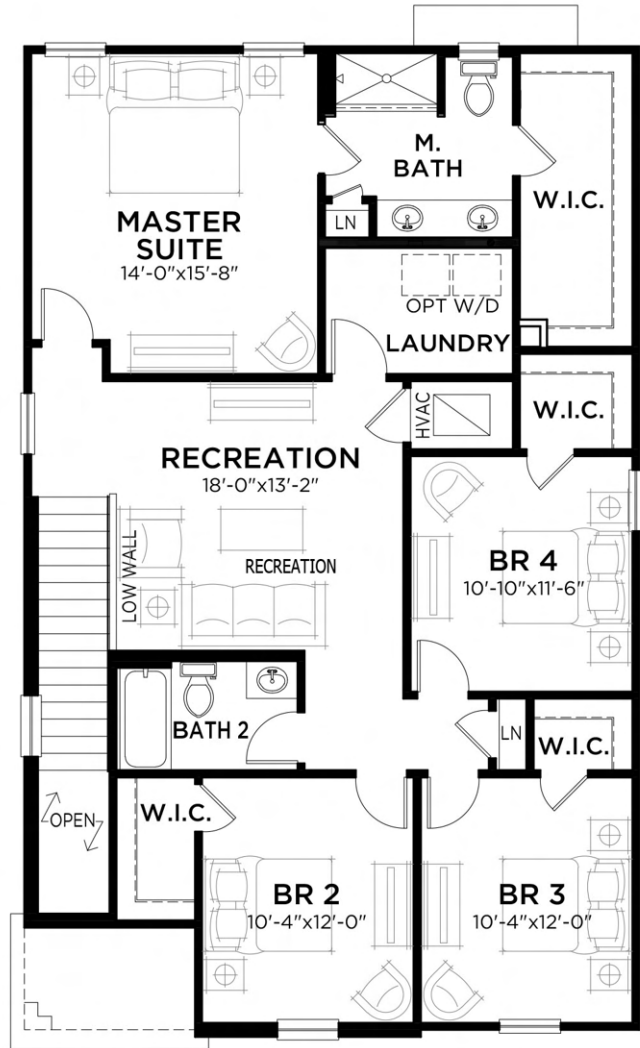 M.
BATH
W.I.C.
MASTER
SUITE
14'-0"x15'-8"
LN
OPT W/D
LAUNDRY
W.I.C.
HVAC
RECREATION
18'-0"x13'-2"
LOW WALL
RECREATION
BR 4
10'-10"x11'-6"
BATH 2
LN
W.I.C.
OPEN
W.I.C.
BR 2
10'-4"x12'-0"
BR 3
10'-4"x12'-0"